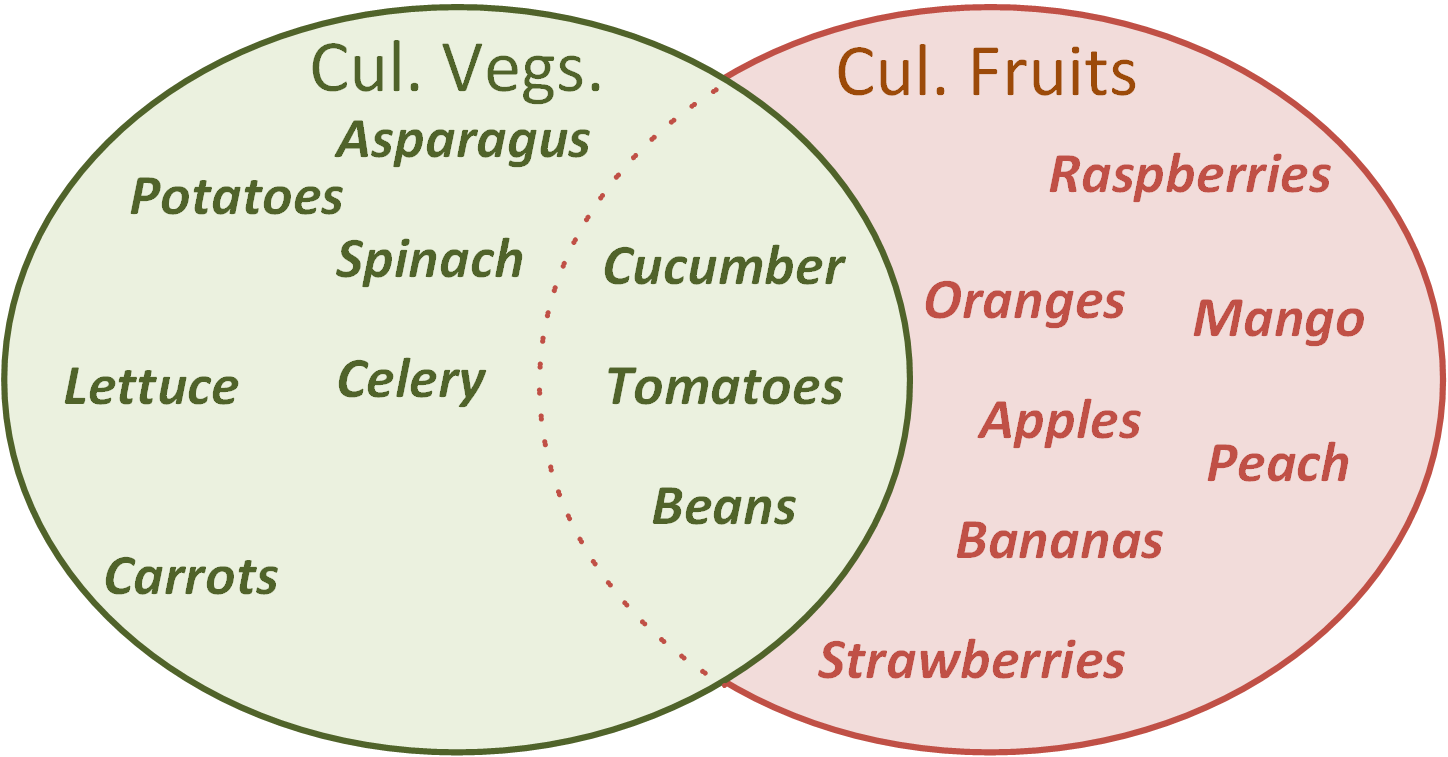 Cul. Vegs.
Asparagus
Potatoes
Spinach
Lettuce
Celery
Carrots
Cucumber
Tomatoes
Beans
Cul. Fruits
Raspberries
Oranges
Mango
Apples
Peach
Bananas
Strawberries